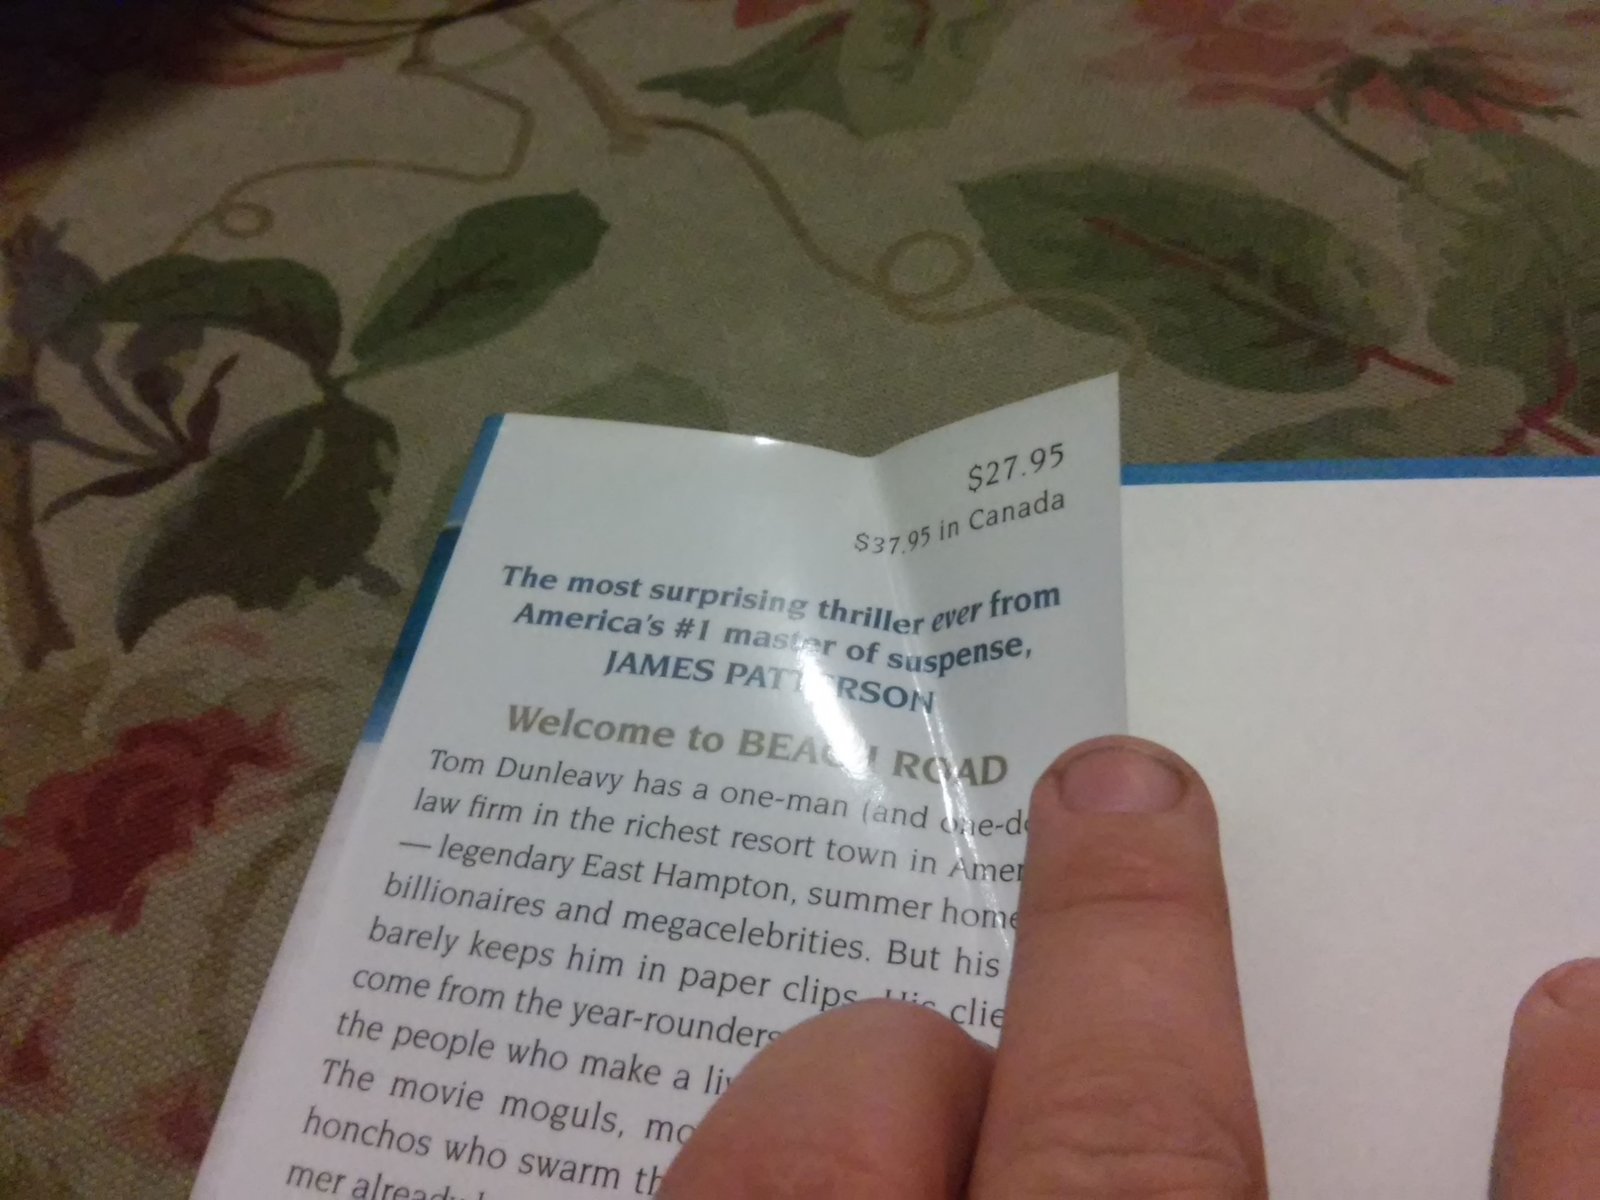 $27.95
$37.95 in Canada
The most surprising thriller ever from
America's #1 master of suspense,
JAMES PATTERSON
Welcome to BEACH ROAD
Tom Dunleavy has a one-man (and
law firm in the richest resort town in
— legendary East Hampton, summer
billionaires and megacelebrities. But his
barely keeps him in paper clips. His
come from the year-rounders
the people who make a
The movie moguls,
honchos who swarm
mer already